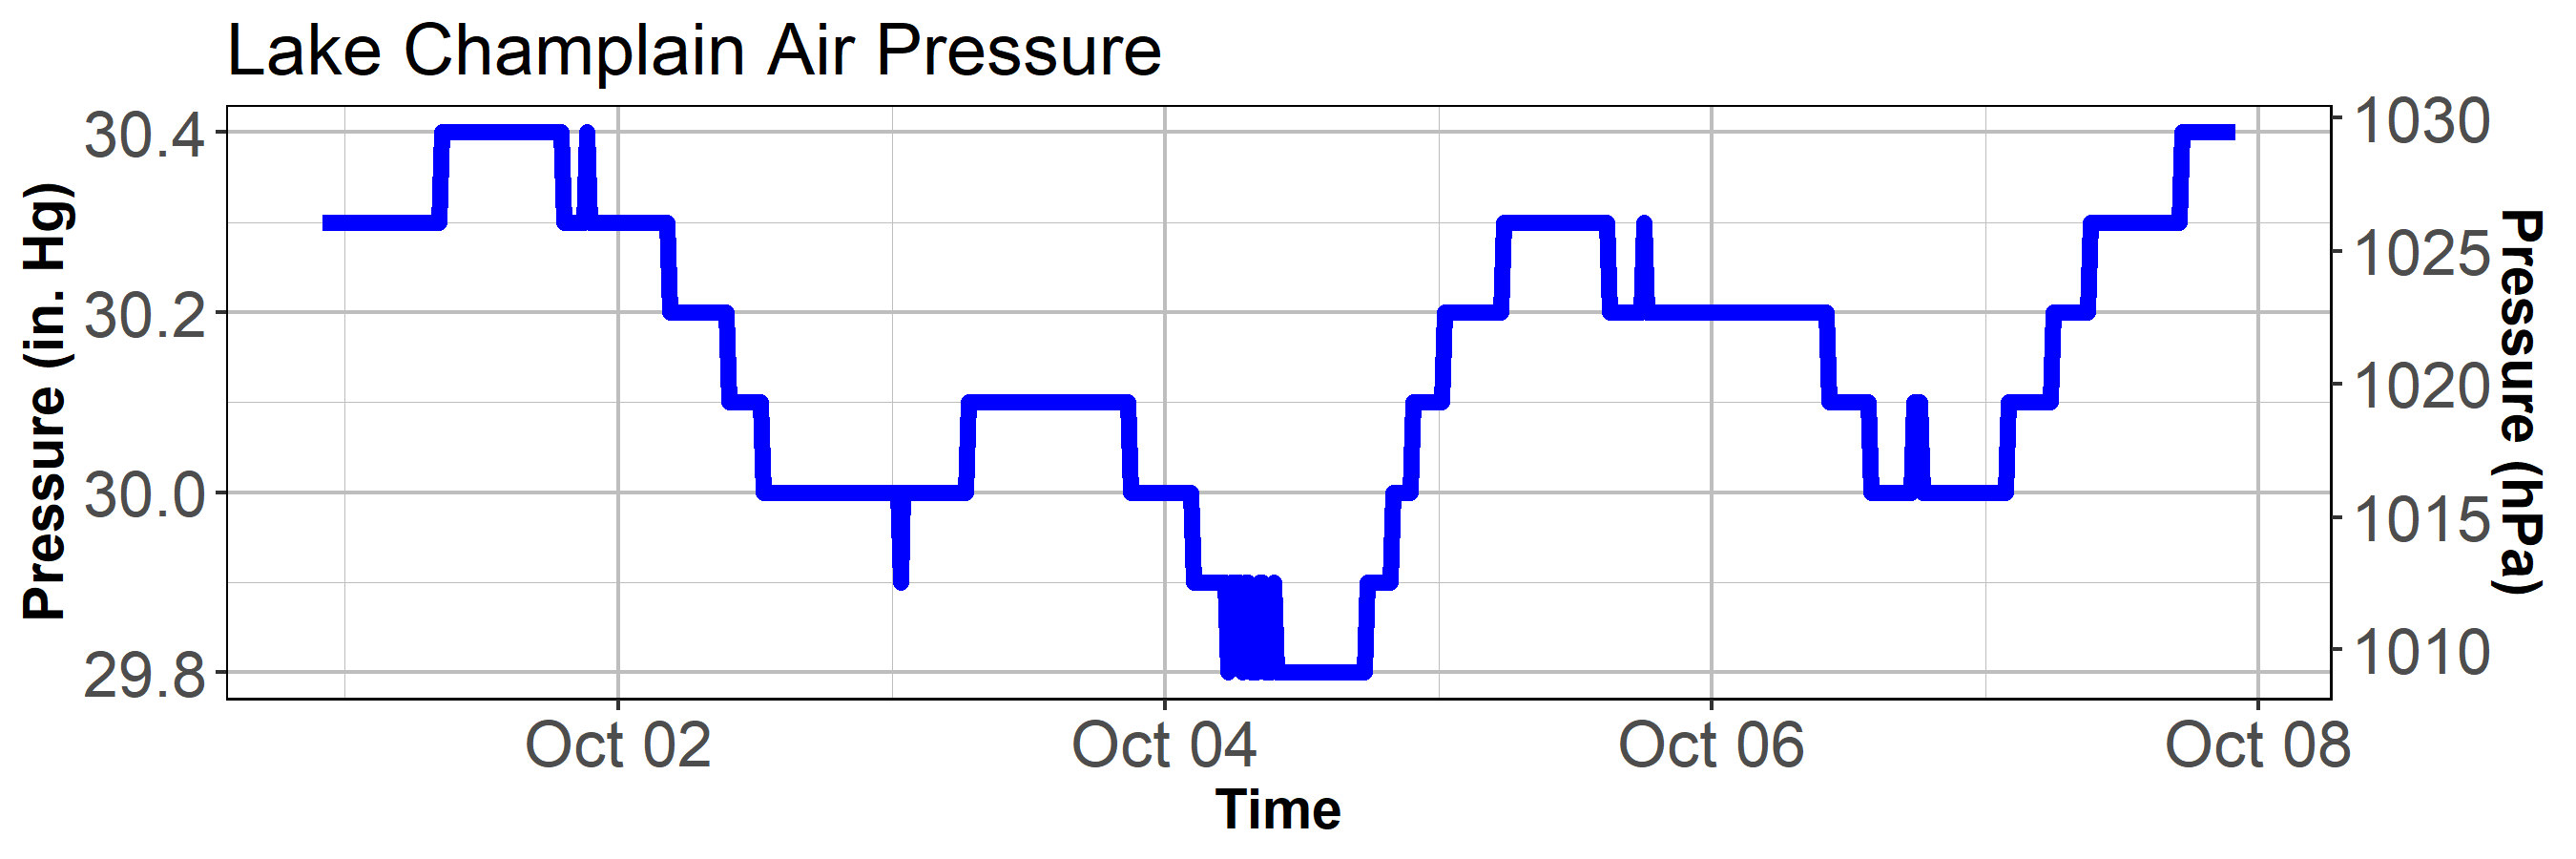 Lake Champlain Air Pressure
30.4
30.2
30.0
29.8
Pressure (in. Hg)
1030
1025
1020
1015
1010
Pressure (hPa)
Oct 02 Oct 04 Oct 06 Oct 08
Time